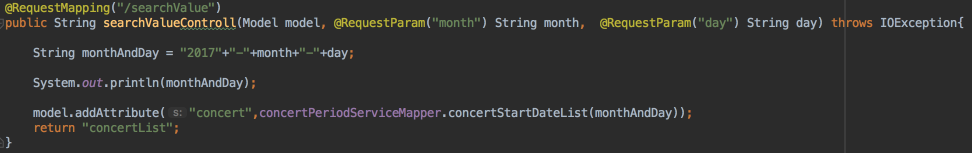 @RequestMapping("/searchValue")
public String searchValueControll(Model model, @RequestParam("month") String month,  @RequestParam("day") String day) throws IOException{
String monthAndDay = "2017"+"-"+month+"-"+day;
System.out.println(monthAndDay);
model.addAttribute( s: "concert",concertPeriodServiceMapper.concertStartDateList(monthAndDay));
return "concertList";
}